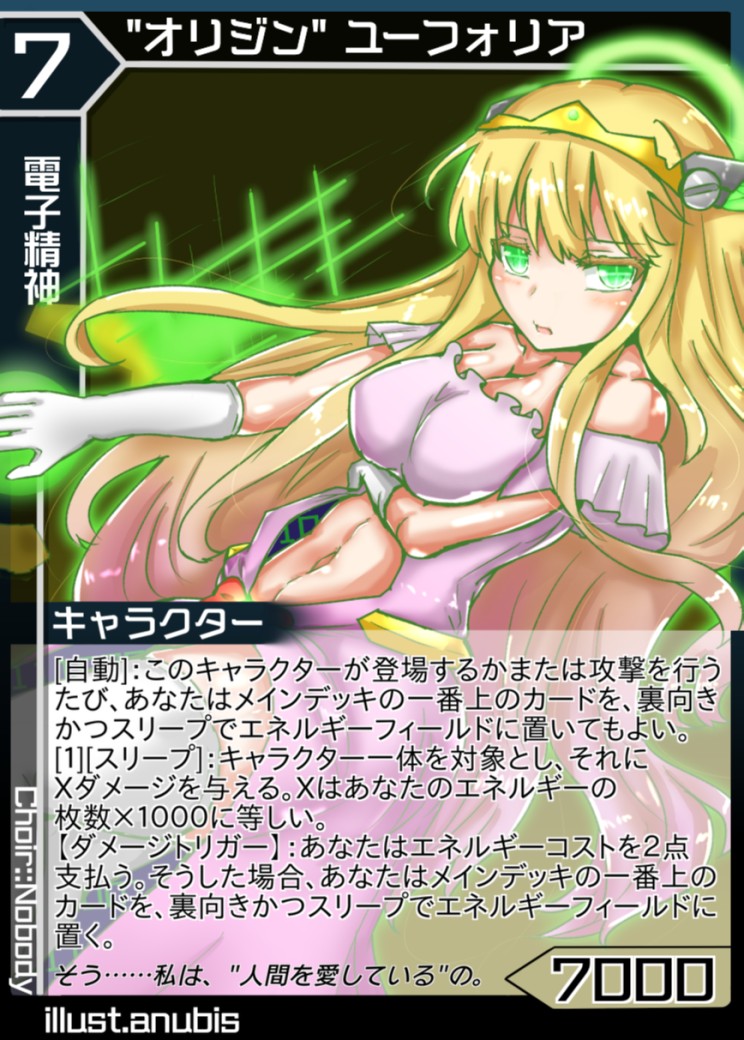 7
"オリジン" ユーフォリア
電子精神
キャラクター
[自動]:このキャラクターが登場するかまたは攻撃を行う
たび、あなたはメインデッキの一番上のカードを、裏向き
かつスリープでエネルギーフィールドに置いてもよい。
[1][スリープ]:キャラクター一体を対象とし、それに
Xダメージを与える。Xはあなたのエネルギーの
枚数×1000に等しい。
【ダメージトリガー】:あなたはエネルギーコストを2点
支払う。そうした場合、あなたはメインデッキの一番上の
カードを、裏向きかつスリープでエネルギーフィールドに
置く。
そう……私は、"人間を愛している"の。
7000
Choir::Nobody
illust.anubis